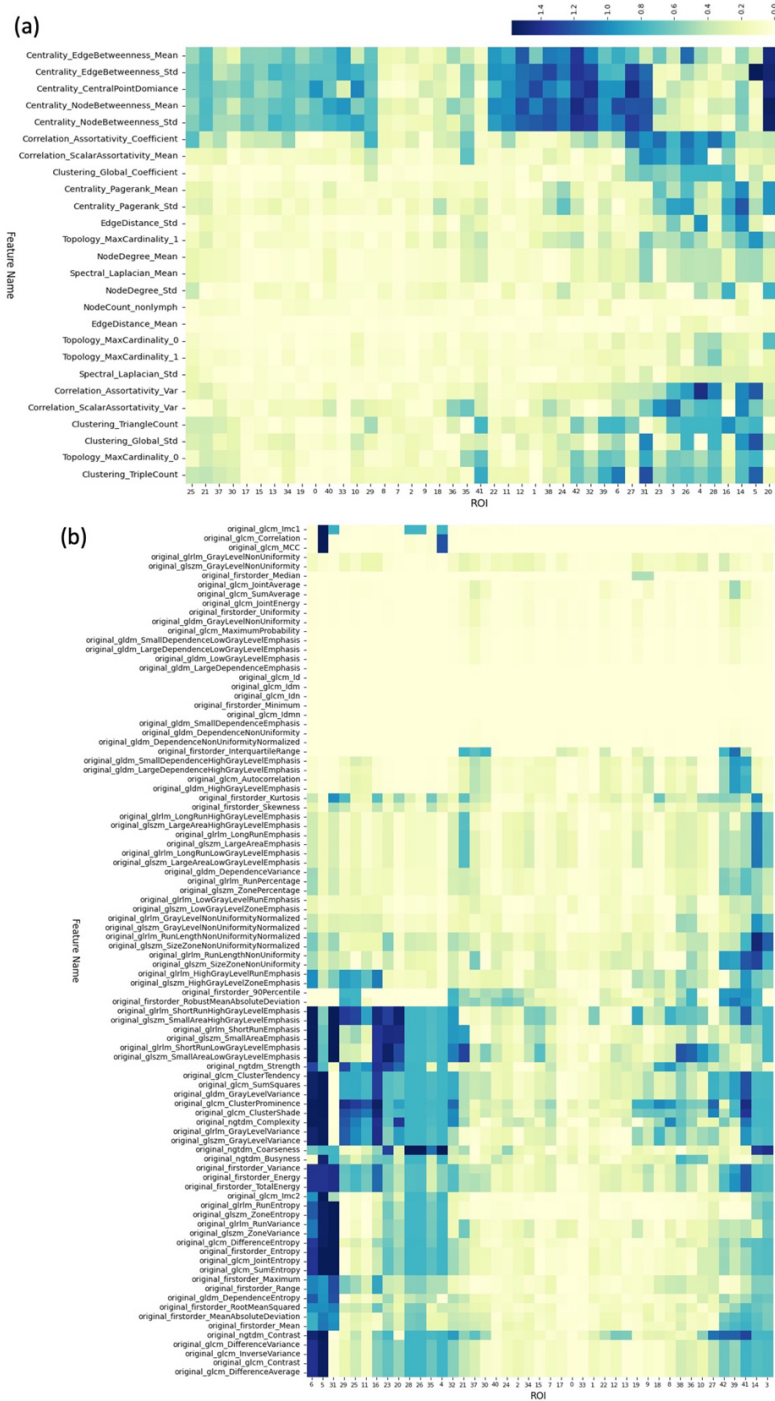 (a)
1.4
1.2
1.0
0.8
0.6
0.4
0.2
0.0
Centrality_EdgeBetweenness_Mean
Centrality_EdgeBetweenness_Std
Centrality_CentralPointDomiance
Centrality_NodeBetweenness_Mean
Centrality_NodeBetweenness_Std
Correlation_Assortativity_Coefficient
Correlation_ScalarAssortativity_Mean
Clustering_Global_Coefficient
Centrality_Pagerank_Mean
Centrality_Pagerank_Std
EdgeDistance_Std
Topology_MaxCardinality_1
NodeDegree_Mean
Spectral_Laplacian_Mean
NodeDegree_Std
NodeCount_nonlymph
EdgeDistance_Mean
Topology_MaxCardinality_0
Topology_MaxCardinality_1
Spectral_Laplacian_Std
Correlation_Assortativity_Var
Correlation_ScalarAssortativity_Var
Clustering_TriangleCount
Clustering_Global_Std
Topology_MaxCardinality_0
Clustering_TripleCount
Feature Name
25 21 37 30 17 15 13 34 19 0 40 33 10 29 8 7 2 9 18 36 35 41 22 11 12 1 38 24 42 32 39 6 27 31 23 3 26 4 28 16 14 5 20
ROI
(b)
original_glcm_Imc1
original_glcm_Correlation
original_glcm_MCC
original_glrlm_GrayLevelNonUniformity
original_glszm_GrayLevelNonUniformity
original_firstorder_Median
original_glcm_JointAverage
original_glcm_SumAverage
original_glcm_JointEnergy
original_firstorder_Uniformity
original_gldm_GrayLevelNonUniformity
original_glcm_MaximumProbability
original_gldm_SmallDependenceLowGrayLevelEmphasis
original_gldm_LargeDependenceLowGrayLevelEmphasis
original_gldm_LowGrayLevelEmphasis
original_gldm_LargeDependenceEmphasis
original_glcm_Id
original_glcm_Idm
original_glcm_Idn
original_firstorder_Minimum
original_glcm_Idmn
original_gldm_SmallDependenceEmphasis
original_gldm_DependenceNonUniformity
original_gldm_DependenceNonUniformityNormalized
original_firstorder_InterquartileRange
original_gldm_SmallDependenceHighGrayLevelEmphasis
original_gldm_LargeDependenceHighGrayLevelEmphasis
original_glcm_Autocorrelation
original_gldm_HighGrayLevelEmphasis
original_firstorder_Kurtosis
original_firstorder_Skewness
original_glrlm_LongRunHighGrayLevelEmphasis
original_glszm_LargeAreaHighGrayLevelEmphasis
original_glrlm_LongRunEmphasis
original_glszm_LargeAreaEmphasis
original_glrlm_LongRunLowGrayLevelEmphasis
original_glszm_LargeAreaLowGrayLevelEmphasis
original_gldm_DependenceVariance
original_glrlm_RunPercentage
original_glszm_ZonePercentage
original_glrlm_LowGrayLevelRunEmphasis
original_glszm_LowGrayLevelZoneEmphasis
original_glrlm_GrayLevelNonUniformityNormalized
original_glszm_GrayLevelNonUniformityNormalized
original_glrlm_RunLengthNonUniformityNormalized
original_glszm_SizeZoneNonUniformityNormalized
original_glrlm_RunLengthNonUniformity
original_glszm_SizeZoneNonUniformity
original_glrlm_HighGrayLevelRunEmphasis
original_glszm_HighGrayLevelZoneEmphasis
original_firstorder_90Percentile
original_firstorder_RobustMeanAbsoluteDeviation
original_glrlm_ShortRunHighGrayLevelEmphasis
original_glszm_SmallAreaHighGrayLevelEmphasis
original_glrlm_ShortRunEmphasis
original_glszm_SmallAreaEmphasis
original_glrlm_ShortRunLowGrayLevelEmphasis
original_glszm_SmallAreaLowGrayLevelEmphasis
original_ngtdm_Strength
original_glcm_ClusterTendency
original_glcm_SumSquares
original_gldm_GrayLevelVariance
original_glcm_ClusterProminence
original_glcm_ClusterShade
original_ngtdm_Complexity
original_glrlm_GrayLevelVariance
original_glszm_GrayLevelVariance
original_ngtdm_Coarseness
original_ngtdm_Busyness
original_firstorder_Variance
original_firstorder_Energy
original_firstorder_TotalEnergy
original_glcm_Imc2
original_glrlm_RunEntropy
original_glszm_ZoneEntropy
original_glrlm_RunVariance
original_glszm_ZoneVariance
original_glcm_DifferenceEntropy
original_firstorder_Entropy
original_glcm_JointEntropy
original_glcm_SumEntropy
original_firstorder_Maximum
original_firstorder_Range
original_gldm_DependenceEntropy
original_firstorder_RootMeanSquared
original_firstorder_MeanAbsoluteDeviation
original_firstorder_Mean
original_ngtdm_Contrast
original_glcm_DifferenceVariance
original_glcm_InverseVariance
original_glcm_Contrast
original_glcm_DifferenceAverage
Feature Name
6 5 31 29 25 11 16 23 20 28 26 35 4 32 21 37 30 40 24 2 34 15 7 17 0 33 1 22 12 13 19 18 8 38 36 10 27 42 39 41 14 3
ROI